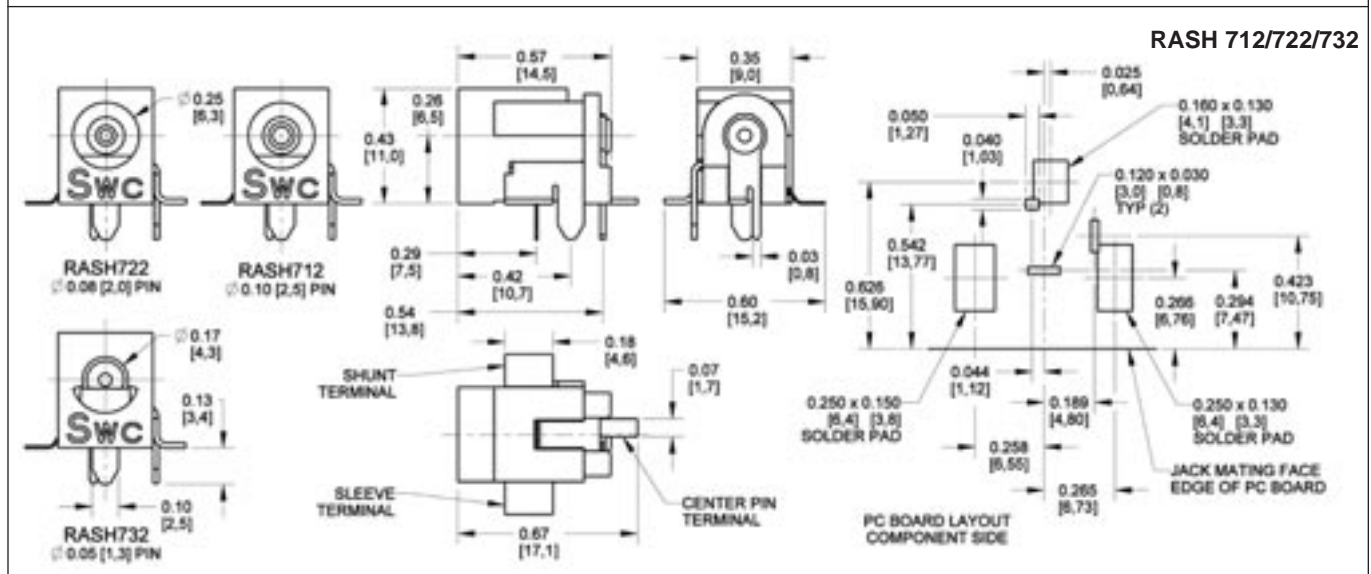 RASH 712/722/732
Ø 0.25
[6,3]
Swc
RASH722
Ø 0.08 [2,0] PIN
Swc
RASH712
Ø 0.10 [2,5] PIN
0.57
[14,5]
0.26
[6,5]
0.43
[11,0]
0.29
[7,5]
0.42
[10,7]
0.54
[13,8]
0.35
[9,0]
0.03
[0,8]
0.60
[15,2]
Ø 0.17
[4,3]
0.13
[3,4]
Swc
0.10
[2,5]
RASH732
Ø 0.05 [1,3] PIN
0.18
[4,6]
SHUNT
TERMINAL
0.07
[1,7]
SLEEVE
TERMINAL
CENTER PIN
TERMINAL
0.67
[17,1]
0.025
[0,64]
0.050
[1,27]
0.040
[1,03]
0.160 x 0.130
[4,1] [3,3]
SOLDER PAD
0.120 x 0.030
[3,0] [0,8]
TYP (2)
0.542
[13,77]
0.626
[15,90]
0.266
[6,76]
0.294
[7,47]
0.423
[10,75]
0.044
[1,12]
0.250 x 0.150
[6,4] [3,8]
SOLDER PAD
0.189
[4,80]
0.250 x 0.130
[6,4] [3,3]
SOLDER PAD
0.258
[6,55]
0.265
[6,73]
JACK MATING FACE
EDGE OF PC BOARD
PC BOARD LAYOUT
COMPONENT SIDE